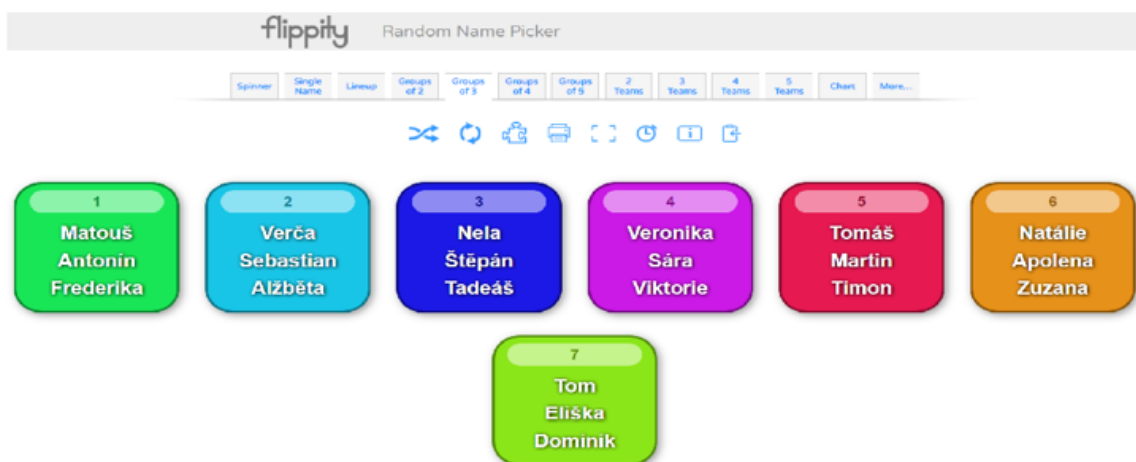 flippity Random Name Picker
Spinner
Single
Name
Lineup
Groups
of 2
Groups
of 3
Groups
of 4
Groups
of 5
2
Teams
3
Teams
4
Teams
5
Teams
Chart
More...
1
Matouš
Antonín
Frederika
2
Verča
Sebastian
Alžběta
3
Nela
Štěpán
Tadeáš
4
Veronika
Sára
Viktorie
5
Tomáš
Martin
Timon
6
Natálie
Apolena
Zuzana
7
Tom
Eliška
Dominik